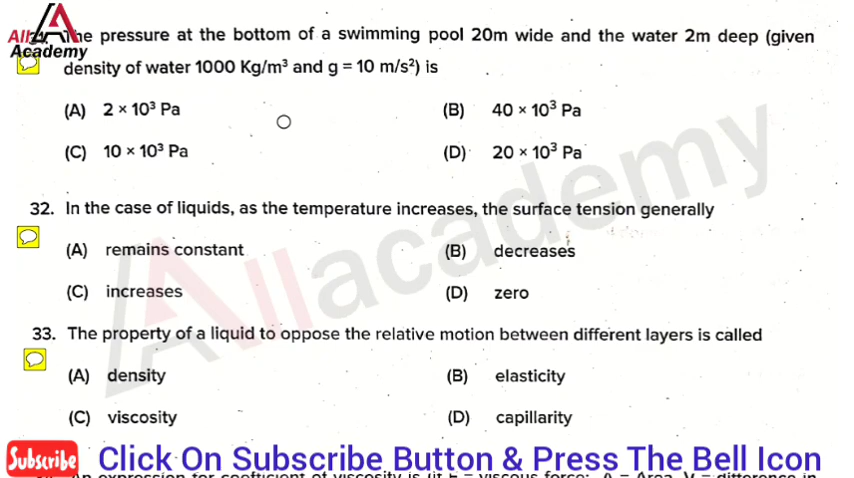 All
Academy
The pressure at the bottom of a swimming pool 20m wide and the water 2m deep (given
density of water 1000 Kg/m³ and g = 10 m/s²) is
(A) 2 × 10³ Pa
(B) 40 × 10³ Pa
(C) 10 × 10³ Pa
(D) 20 × 10³ Pa
32. In the case of liquids, as the temperature increases, the surface tension generally
(A) remains constant
(B) decreases
(C) increases
(D) zero
33. The property of a liquid to oppose the relative motion between different layers is called
(A) density
(B) elasticity
(C) viscosity
(D) capillarity
Allacademy
Subscribe Click On Subscribe Button & Press The Bell Icon